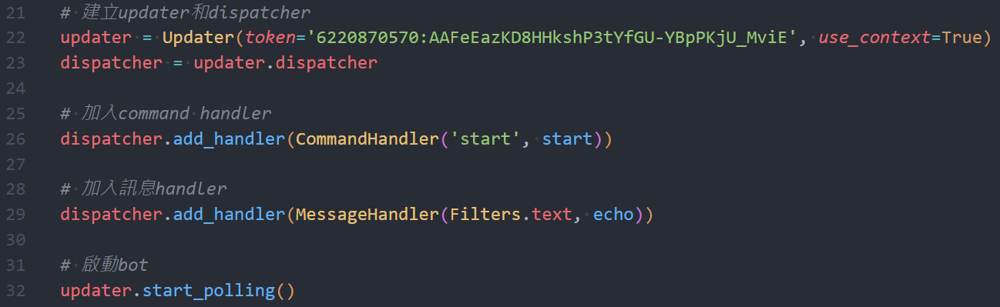 21 # 建立updater和dispatcher
22 updater = Updater(token='6220870570:AAFeEazKD8HHkshP3tYfGU-YBpPKjU_MviE', use_context=True)
23 dispatcher = updater.dispatcher
24
25 # 加入command handler
26 dispatcher.add_handler(CommandHandler('start', start))
27
28 # 加入訊息handler
29 dispatcher.add_handler(MessageHandler(Filters.text, echo))
30
31 # 啟動bot
32 updater.start_polling()